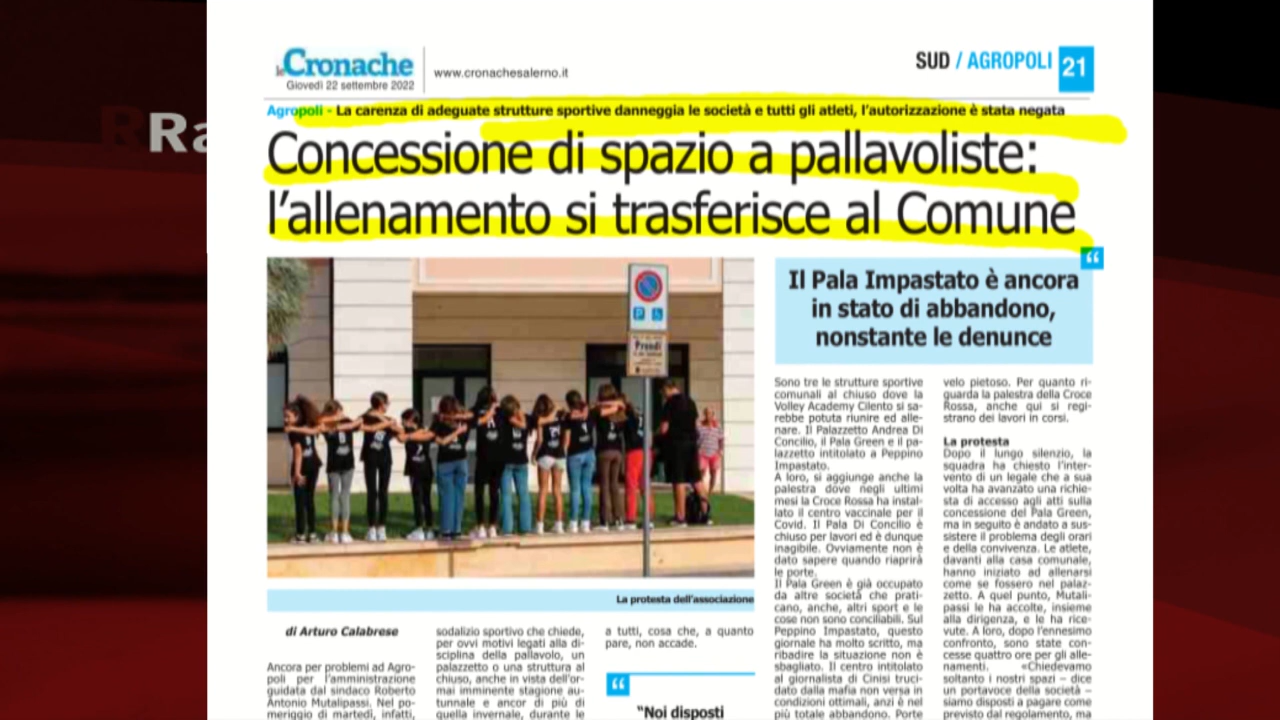 Ra
le Cronache
Giovedì 22 settembre 2022
www.cronachesalerno.it
SUD / AGROPOLI 21
Agropoli - La carenza di adeguate strutture sportive danneggia le società e tutti gli atleti, l'autorizzazione è stata negata
Concessione di spazio a pallavoliste:
l'allenamento si trasferisce al Comune
Prendi
La protesta dell'associazione
di Arturo Calabrese
Ancora per problemi ad Agro-
poli per l'amministrazione
guidata dal sindaco Roberto
Antonio Mutalipassi. Nel po-
meriggio di martedì, infatti,
sodalizio sportivo che chiede,
per ovvi motivi legati alla di-
sciplina della pallavolo, un
palazzetto o una struttura al
chiuso, anche in vista dell'or-
mai imminente stagione au-
tunnale e ancor di più di
quella invernale, durante le
a tutti, cosa che, a quanto
pare, non accade.
“
“Noi disposti
“
Il Pala Impastato è ancora
in stato di abbandono,
nonstante le denunce
Sono tre le strutture sportive
comunali al chiuso dove la
Volley Academy Cilento si sa-
rebbe potuta riunire ed alle-
nare. Il Palazzetto Andrea Di
Concilio, il Pala Green e il pa-
lazzetto intitolato a Peppino
Impastato.
A loro, si aggiunge anche la
palestra dove negli ultimi
mesi la Croce Rossa ha instal-
lato il centro vaccinale per il
Covid. Il Pala Di Concilio è
chiuso per lavori ed è dunque
inagibile. Ovviamente non è
dato sapere quando riaprirà
le porte.
Il Pala Green è già occupato
da altre società che prati-
cano, anche, altri sport e le
cose non sono conciliabili. Sul
Peppino Impastato, questo
giornale ha molto scritto, ma
ribadire la situazione non è
sbagliato. Il centro intitolato
al giornalista di Cinisi truci-
dato dalla mafia non versa in
condizioni ottimali, anzi è nel
più totale abbandono. Porte
velo pietoso. Per quanto ri-
guarda la palestra della Croce
Rossa, anche qui si regi-
strano dei lavori in corsi.
La protesta
Dopo il lungo silenzio, la
squadra ha chiesto l'inter-
vento di un legale che a sua
volta ha avanzato una richie-
sta di accesso agli atti sulla
concessione del Pala Green,
ma in seguito è andato a sus-
sistere il problema degli orari
e della convivenza. Le atlete,
davanti alla casa comunale,
hanno iniziato ad allenarsi
come se fossero nel palaz-
zetto. A quel punto, Mutali-
passi le ha accolte, insieme
alla dirigenza, e le ha rice-
vute. A loro, dopo l'ennesimo
confronto, sono state con-
cesse quattro ore per gli alle-
namenti. «Chiedevamo
soltanto i nostri spazi – dice
un portavoce della società –
siamo disposti a pagare come
previsto dal regolamento, ma